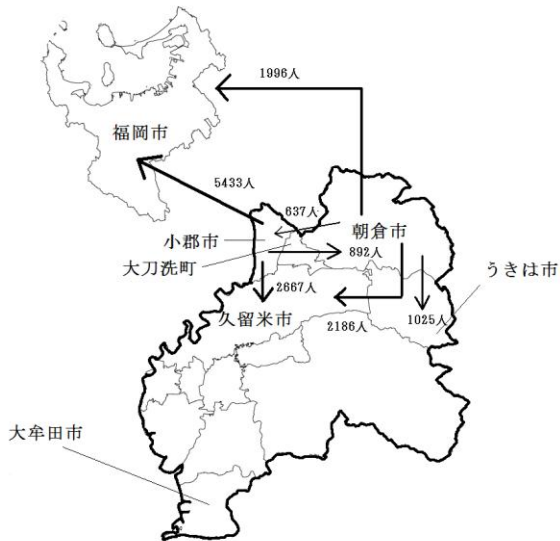 1996人
福岡市
5433人
637人
朝倉市
小郡市
892人
大刀洗町
うきは市
2667人
久留米市
2186人
1025人
大牟田市